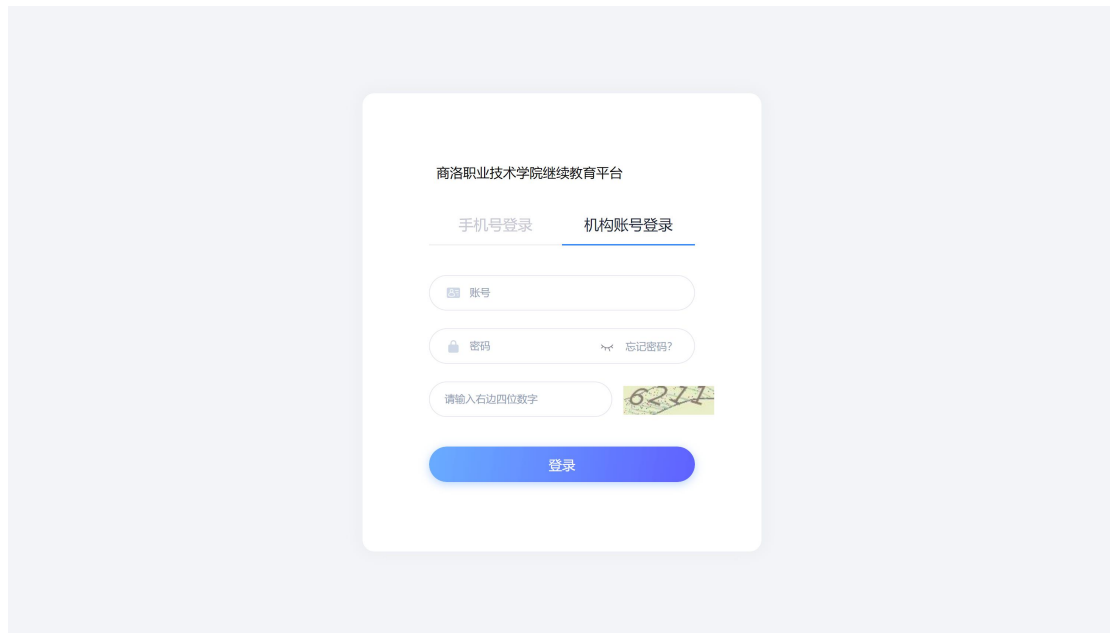 商洛职业技术学院继续教育平台
手机号登录 机构账号登录
账号
密码 忘记密码?
请输入右边四位数字 6211
登录